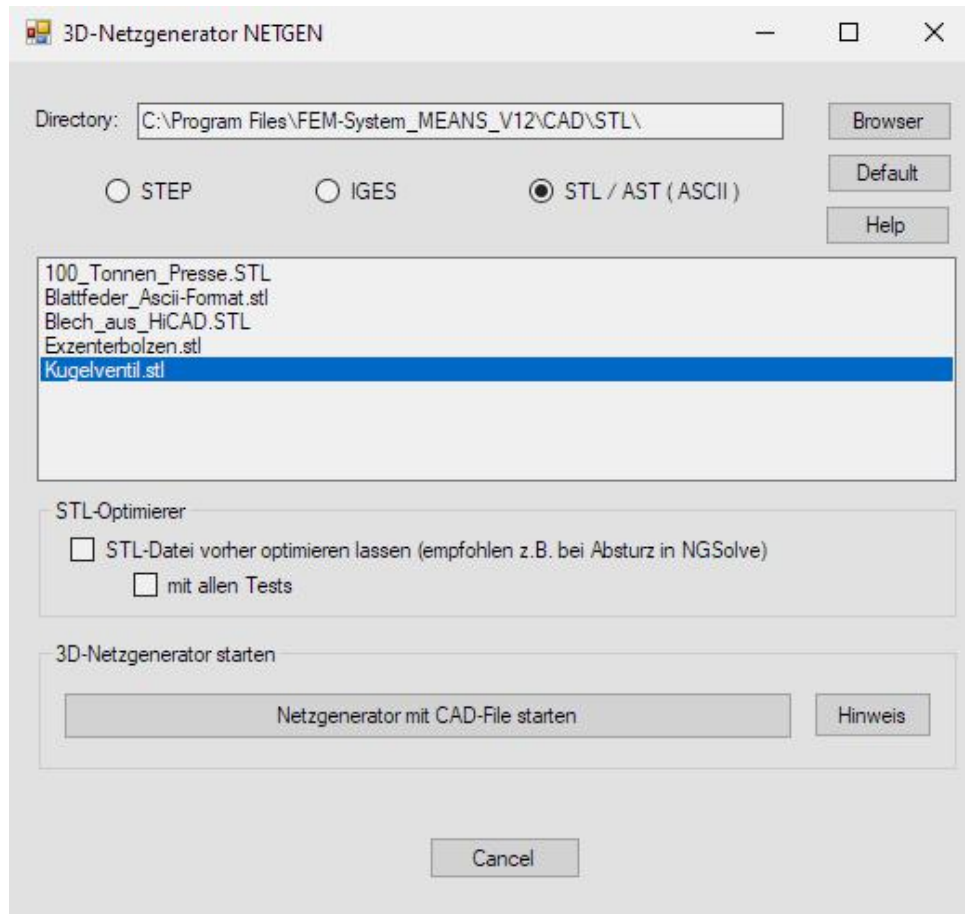 3D-Netzgenerator NETGEN
Directory: C:\Program Files\FEM-System_MEANS_V12\CAD\STL\ Browser
Default
STEP IGES STL / AST ( ASCII )
Help
100_Tonnen_Presse.STL
Blattfeder_Ascii-Format.stl
Blech_aus_HiCAD.STL
Exzenterbolzen.stl
Kugelventil.stl
STL-Optimierer
STL-Datei vorher optimieren lassen (empfohlen z.B. bei Absturz in NGSolve)
mit allen Tests
3D-Netzgenerator starten
Netzgenerator mit CAD-File starten Hinweis
Cancel